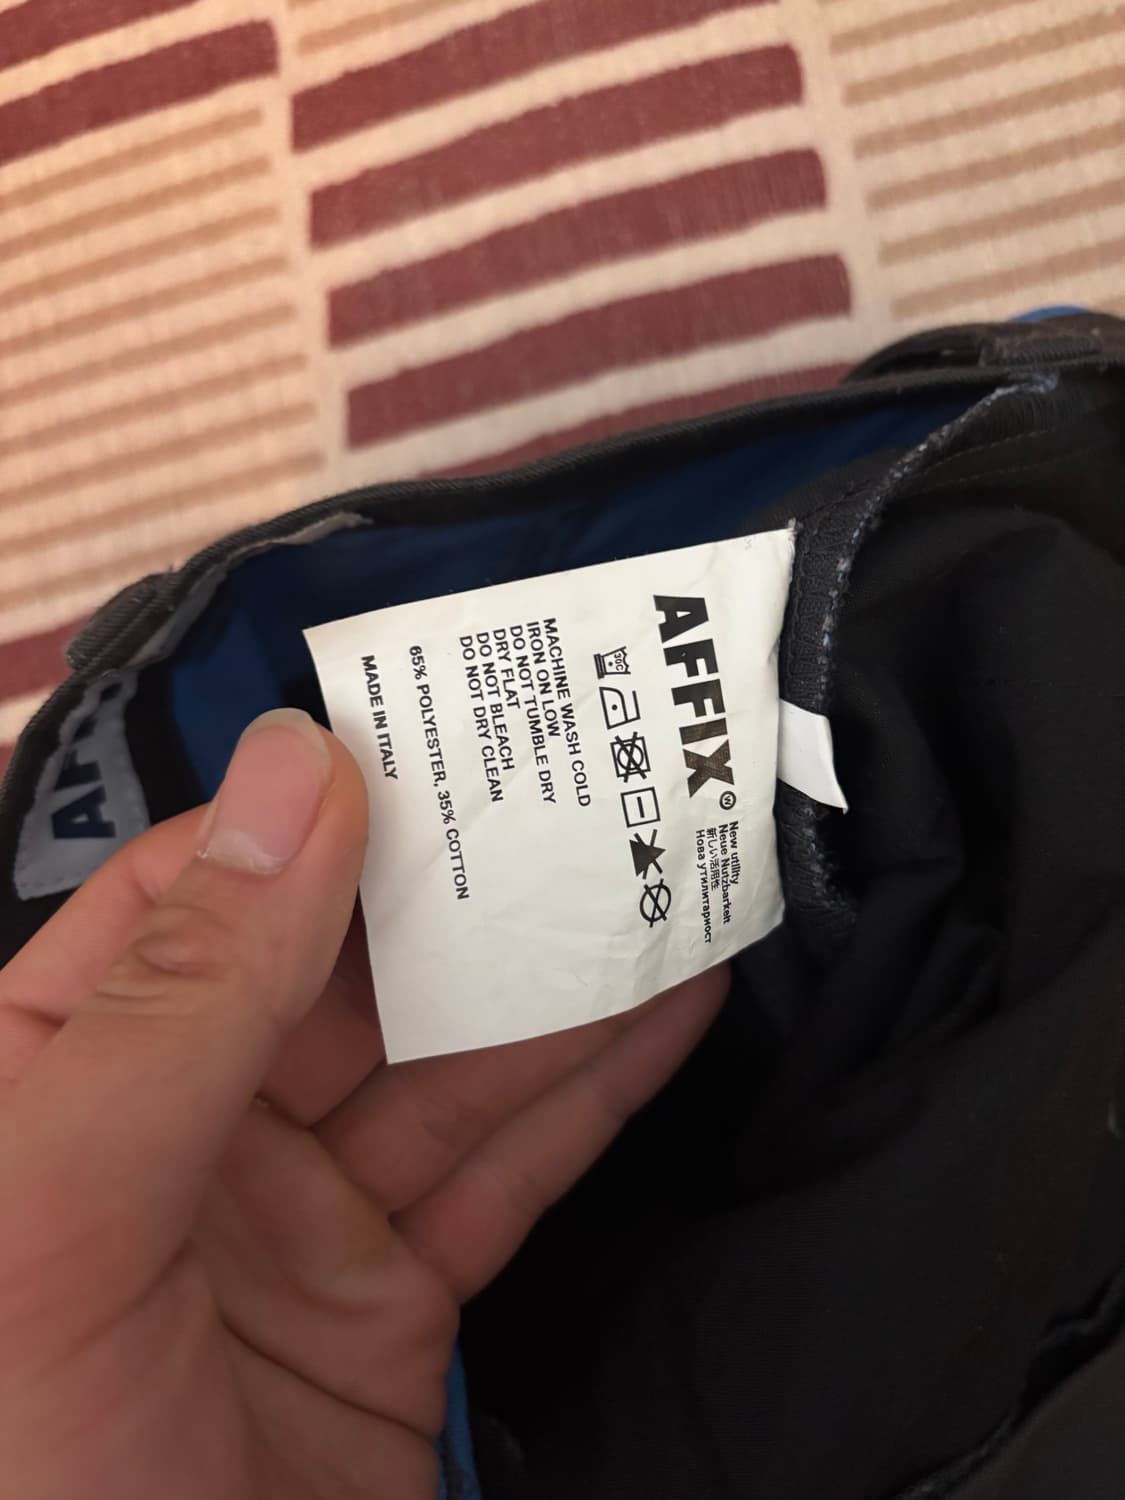 AFFIX®
New utility
Neue Nutzbarkeit
新しい活用性
Нова утилитарност
30C
MACHINE WASH COLD
IRON ON LOW
DO NOT TUMBLE DRY
DRY FLAT
DO NOT BLEACH
DO NOT DRY CLEAN
65% POLYESTER, 35% COTTON
MADE IN ITALY